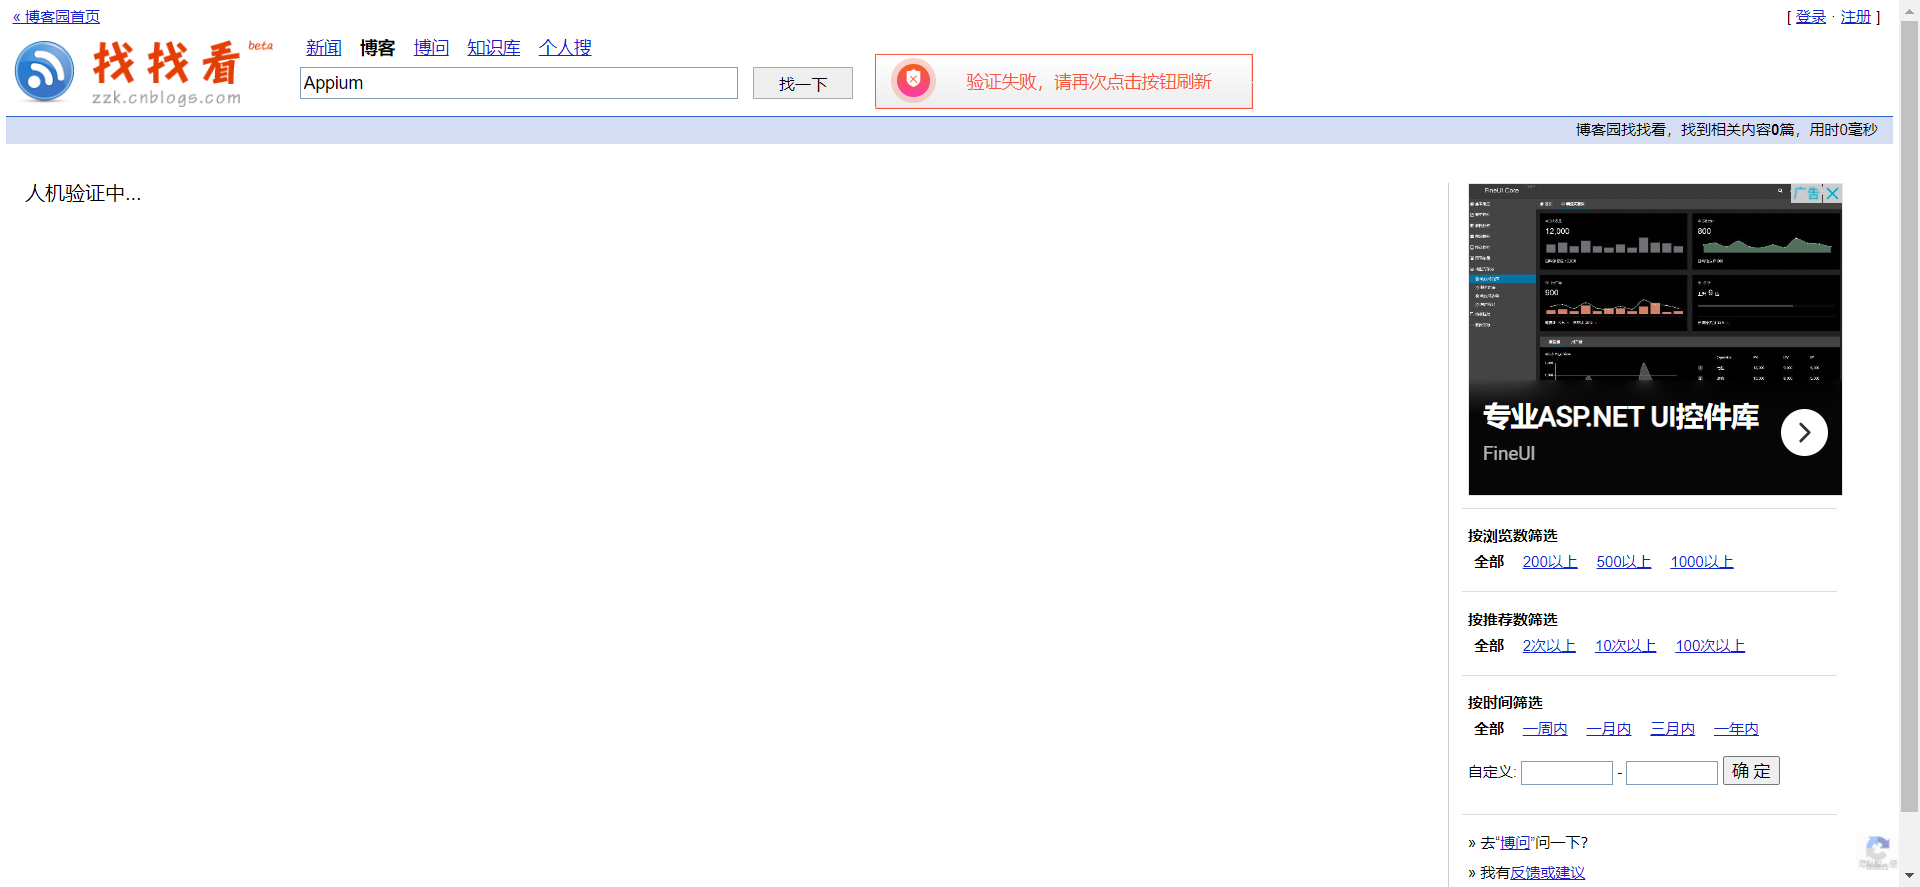 « 博客园首页
[ 登录 · 注册 ]
找找看 beta
zzk.cnblogs.com
新闻 博客 博问 知识库 个人搜
Appium
找一下
验证失败，请再次点击按钮刷新
博客园找找看，找到相关内容0篇，用时0毫秒
人机验证中...
FineUI Core
广告
12,000
800
900
专业ASP.NET UI控件库
FineUI
按浏览数筛选
全部 200以上 500以上 1000以上
按推荐数筛选
全部 2次以上 10次以上 100次以上
按时间筛选
全部 一周内 一月内 三月内 一年内
自定义: - 确 定
» 去“博问”问一下?
» 我有反馈或建议